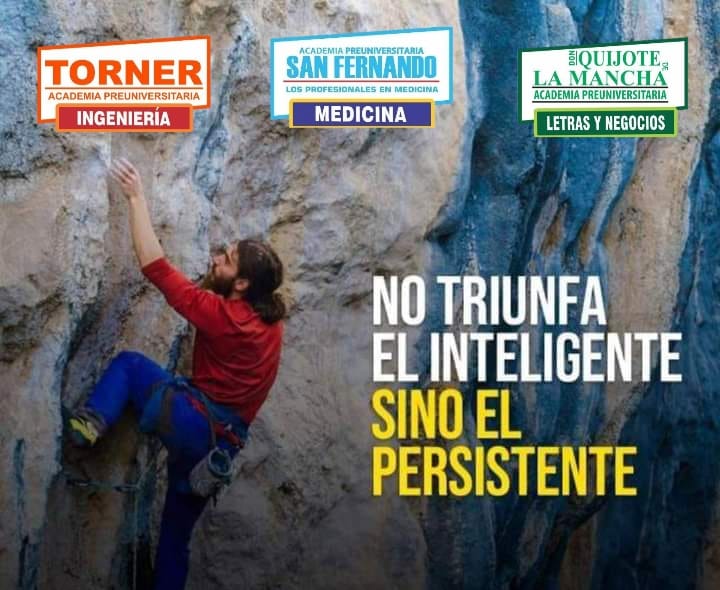 TORNER
ACADEMIA PREUNIVERSITARIA
INGENIERÍA
ACADEMIA PREUNIVERSITARIA
SAN FERNANDO
LOS PROFESIONALES EN MEDICINA
MEDICINA
DON QUIJOTE DE
LA MANCHA
ACADEMIA PREUNIVERSITARIA
LETRAS Y NEGOCIOS
NO TRIUNFA
EL INTELIGENTE
SINO EL
PERSISTENTE